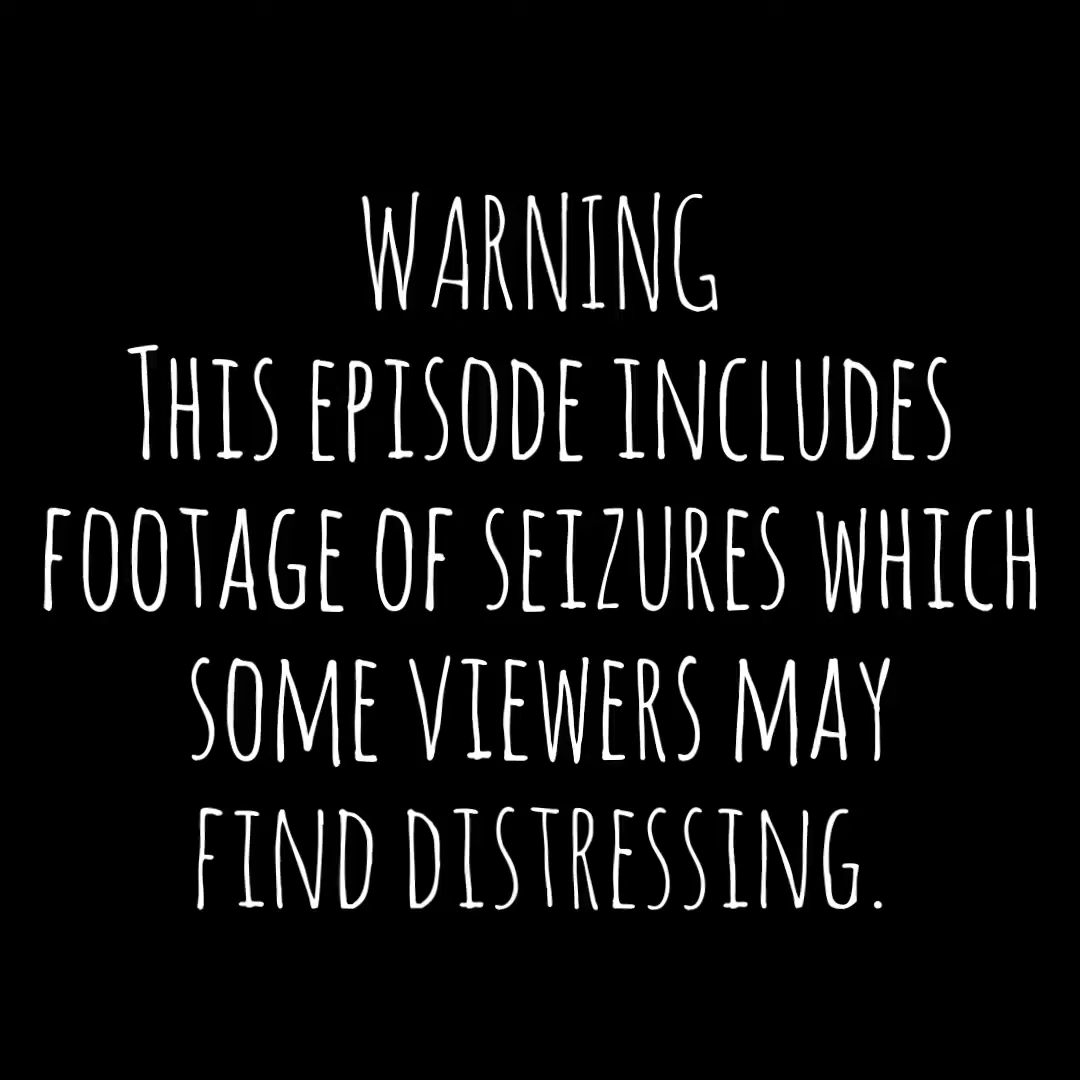 WARNING
THIS EPISODE INCLUDES
FOOTAGE OF SEIZURES WHICH
SOME VIEWERS MAY
FIND DISTRESSING.